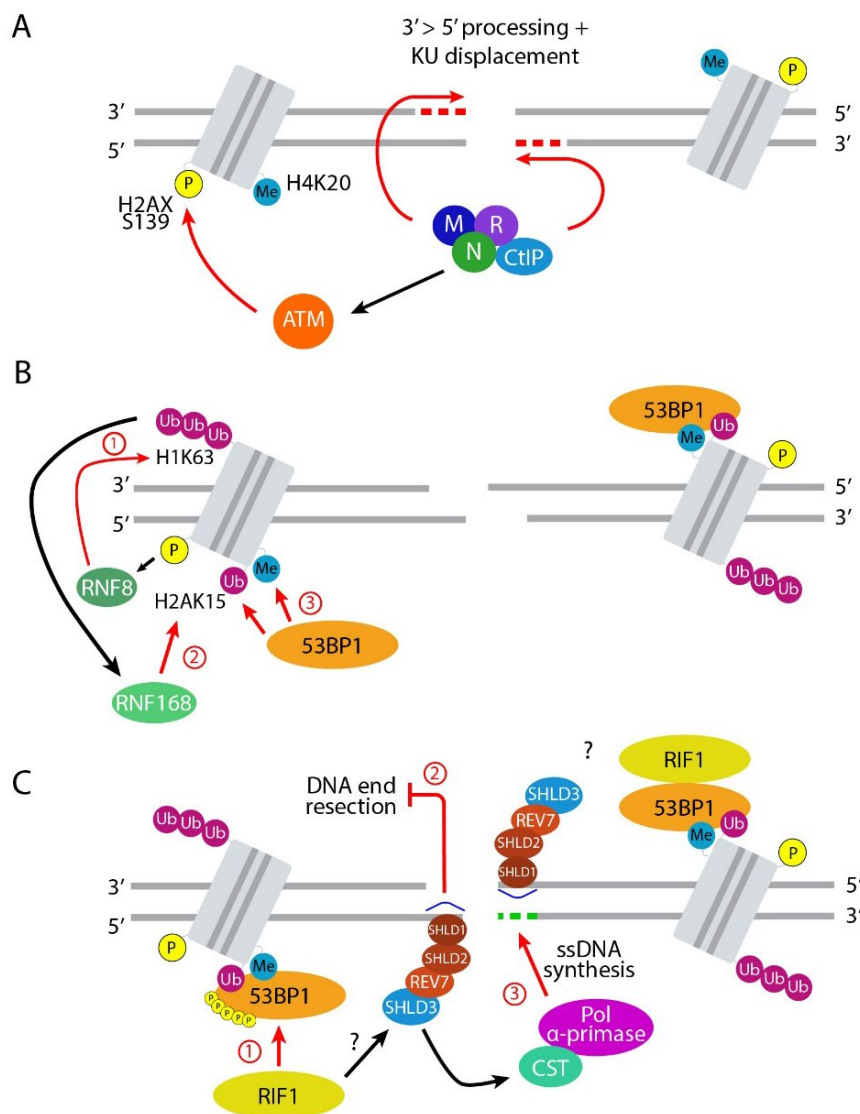 A
3′ > 5′ processing +
KU displacement
Me
P
3′
5′
5′
3′
P
Me
H4K20
H2AX
S139
M
R
N
CtIP
ATM
B
Ub Ub Ub
53BP1
Me
Ub
1
H1K63
P
3′
5′
5′
3′
P
Me
RNF8
Ub
H2AK15
3
Ub Ub Ub
2
53BP1
RNF168
C
?
RIF1
DNA end
resection
2
SHLD3
53BP1
Ub Ub Ub
REV7
Me
Ub
SHLD2
P
SHLD1
3′
5′
5′
3′
SHLD1
P
Me
ssDNA
synthesis
SHLD2
Ub
53BP1
REV7
Ub Ub Ub
P P P P P
SHLD3
3
Pol
α-primase
1
?
CST
RIF1